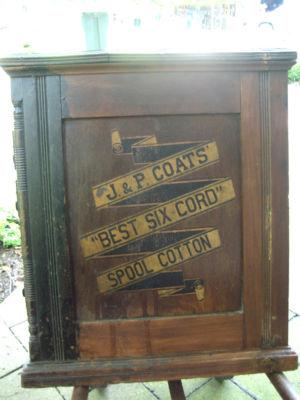 J. & P. COATS'
"BEST SIX CORD"
SPOOL COTTON